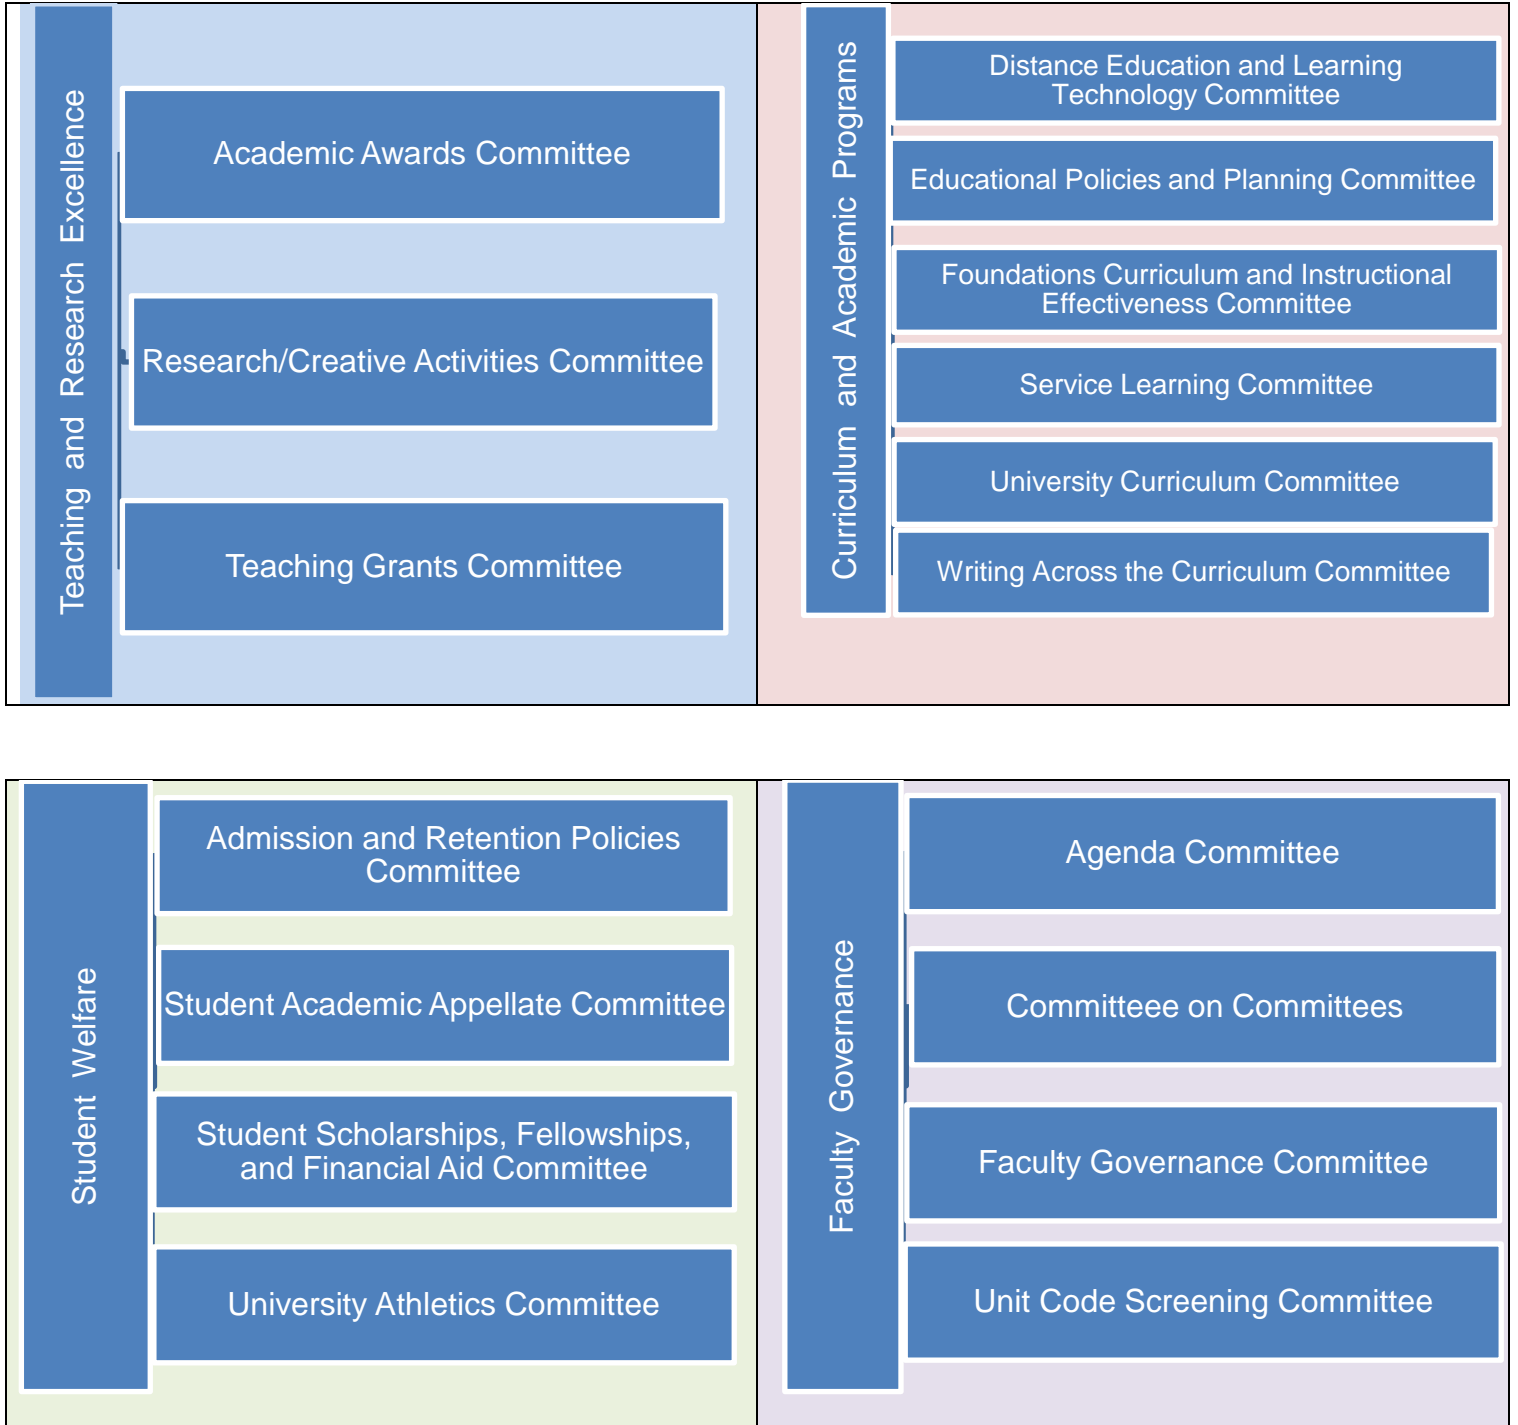 Teaching and Research Excellence
Academic Awards Committee
Research/Creative Activities Committee
Teaching Grants Committee
Curriculum and Academic Programs
Distance Education and Learning
Technology Committee
Educational Policies and Planning Committee
Foundations Curriculum and Instructional
Effectiveness Committee
Service Learning Committee
University Curriculum Committee
Writing Across the Curriculum Committee
Student Welfare
Admission and Retention Policies
Committee
Student Academic Appellate Committee
Student Scholarships, Fellowships,
and Financial Aid Committee
University Athletics Committee
Faculty Governance
Agenda Committee
Committeee on Committees
Faculty Governance Committee
Unit Code Screening Committee